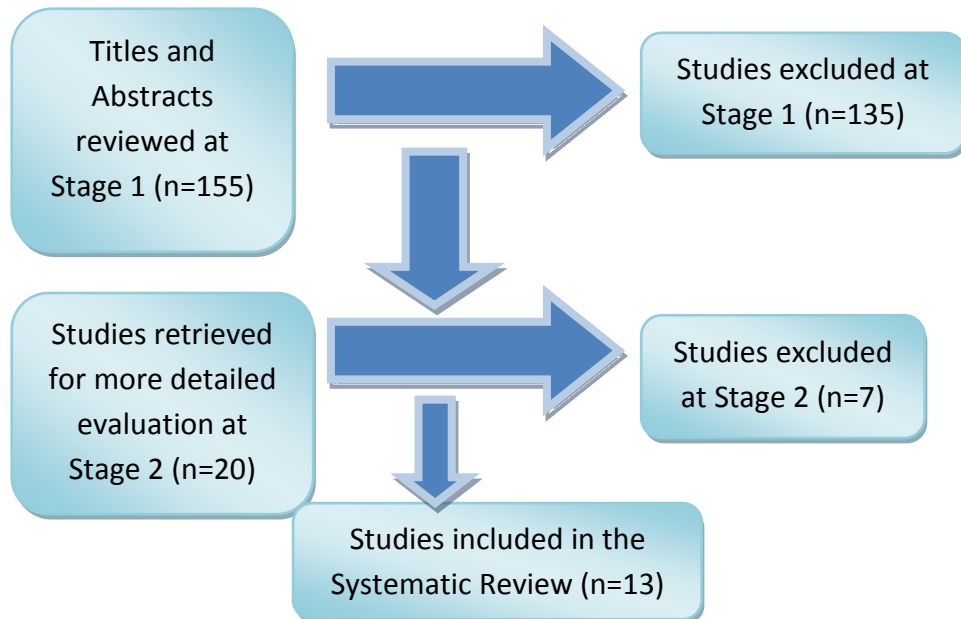 Titles and
Abstracts
reviewed at
Stage 1 (n=155)
Studies excluded at
Stage 1 (n=135)
Studies retrieved
for more detailed
evaluation at
Stage 2 (n=20)
Studies excluded
at Stage 2 (n=7)
Studies included in the
Systematic Review (n=13)